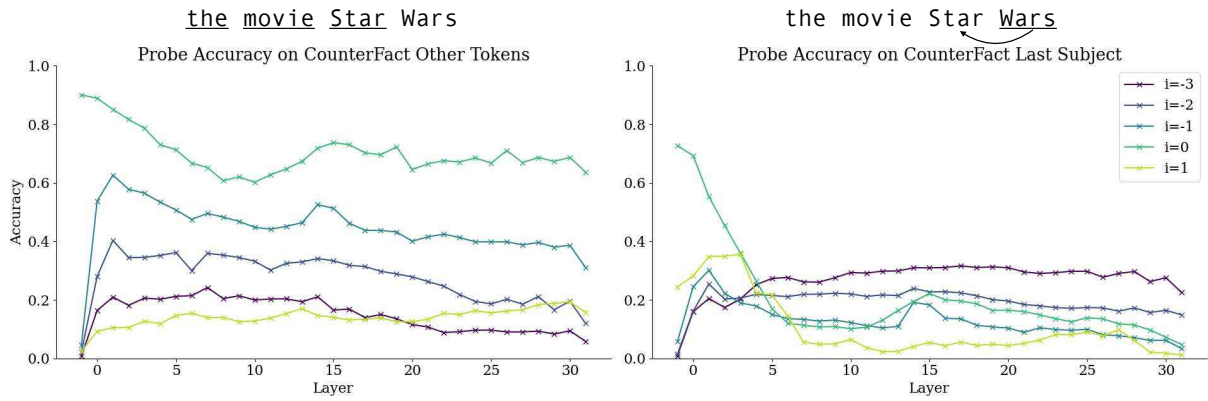 the movie Star Wars
Probe Accuracy on CounterFact Other Tokens
1.0
0.8
0.6
0.4
0.2
0.0
Accuracy
0 5 10 15 20 25 30
Layer
the movie Star Wars
Probe Accuracy on CounterFact Last Subject
1.0
0.8
0.6
0.4
0.2
0.0
i=-3
i=-2
i=-1
i=0
i=1
0 5 10 15 20 25 30
Layer